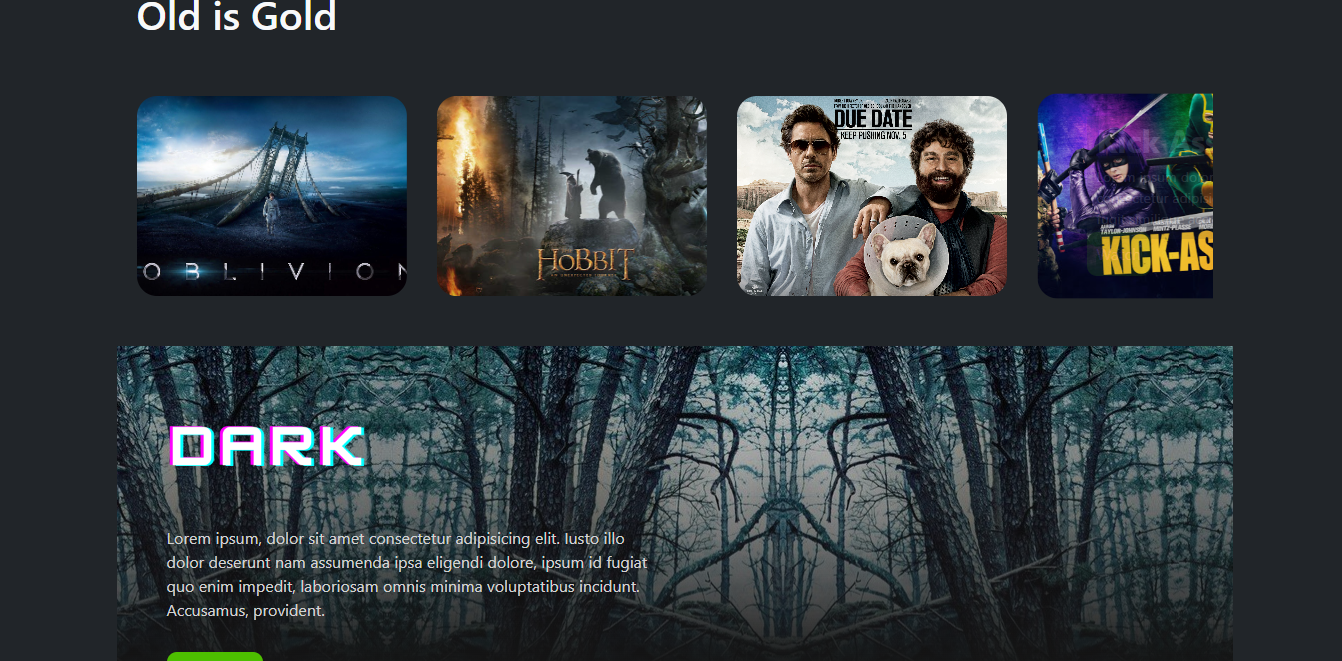 Old is Gold
OBLIVION
THE HOBBIT
DUE DATE
KEEP PUSHING NOV. 5
KICK-AS
DARK
Lorem ipsum, dolor sit amet consectetur adipisicing elit. Iusto illo
dolor deserunt nam assumenda ipsa eligendi dolore, ipsum id fugiat
quo enim impedit, laboriosam omnis minima voluptatibus incidunt.
Accusamus, provident.